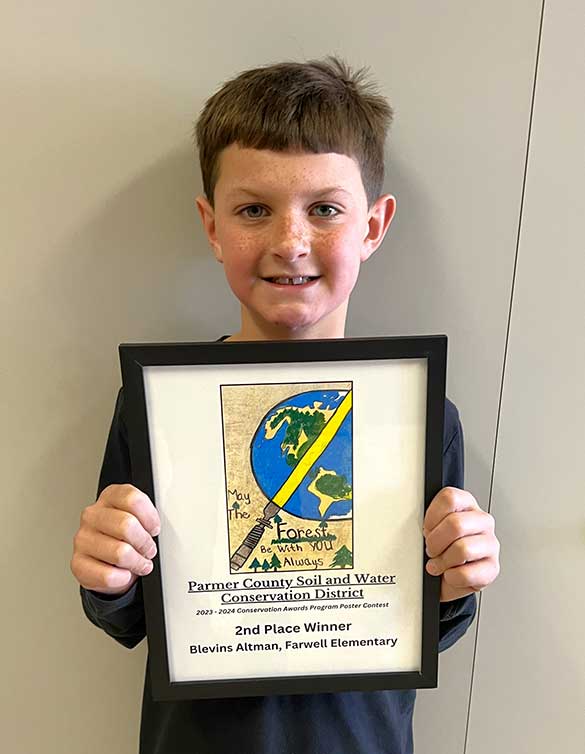 May
The
Forest
Be With YOU
Always
Parmer County Soil and Water
Conservation District
2023 - 2024 Conservation Awards Program Poster Contest
2nd Place Winner
Blevins Altman, Farwell Elementary